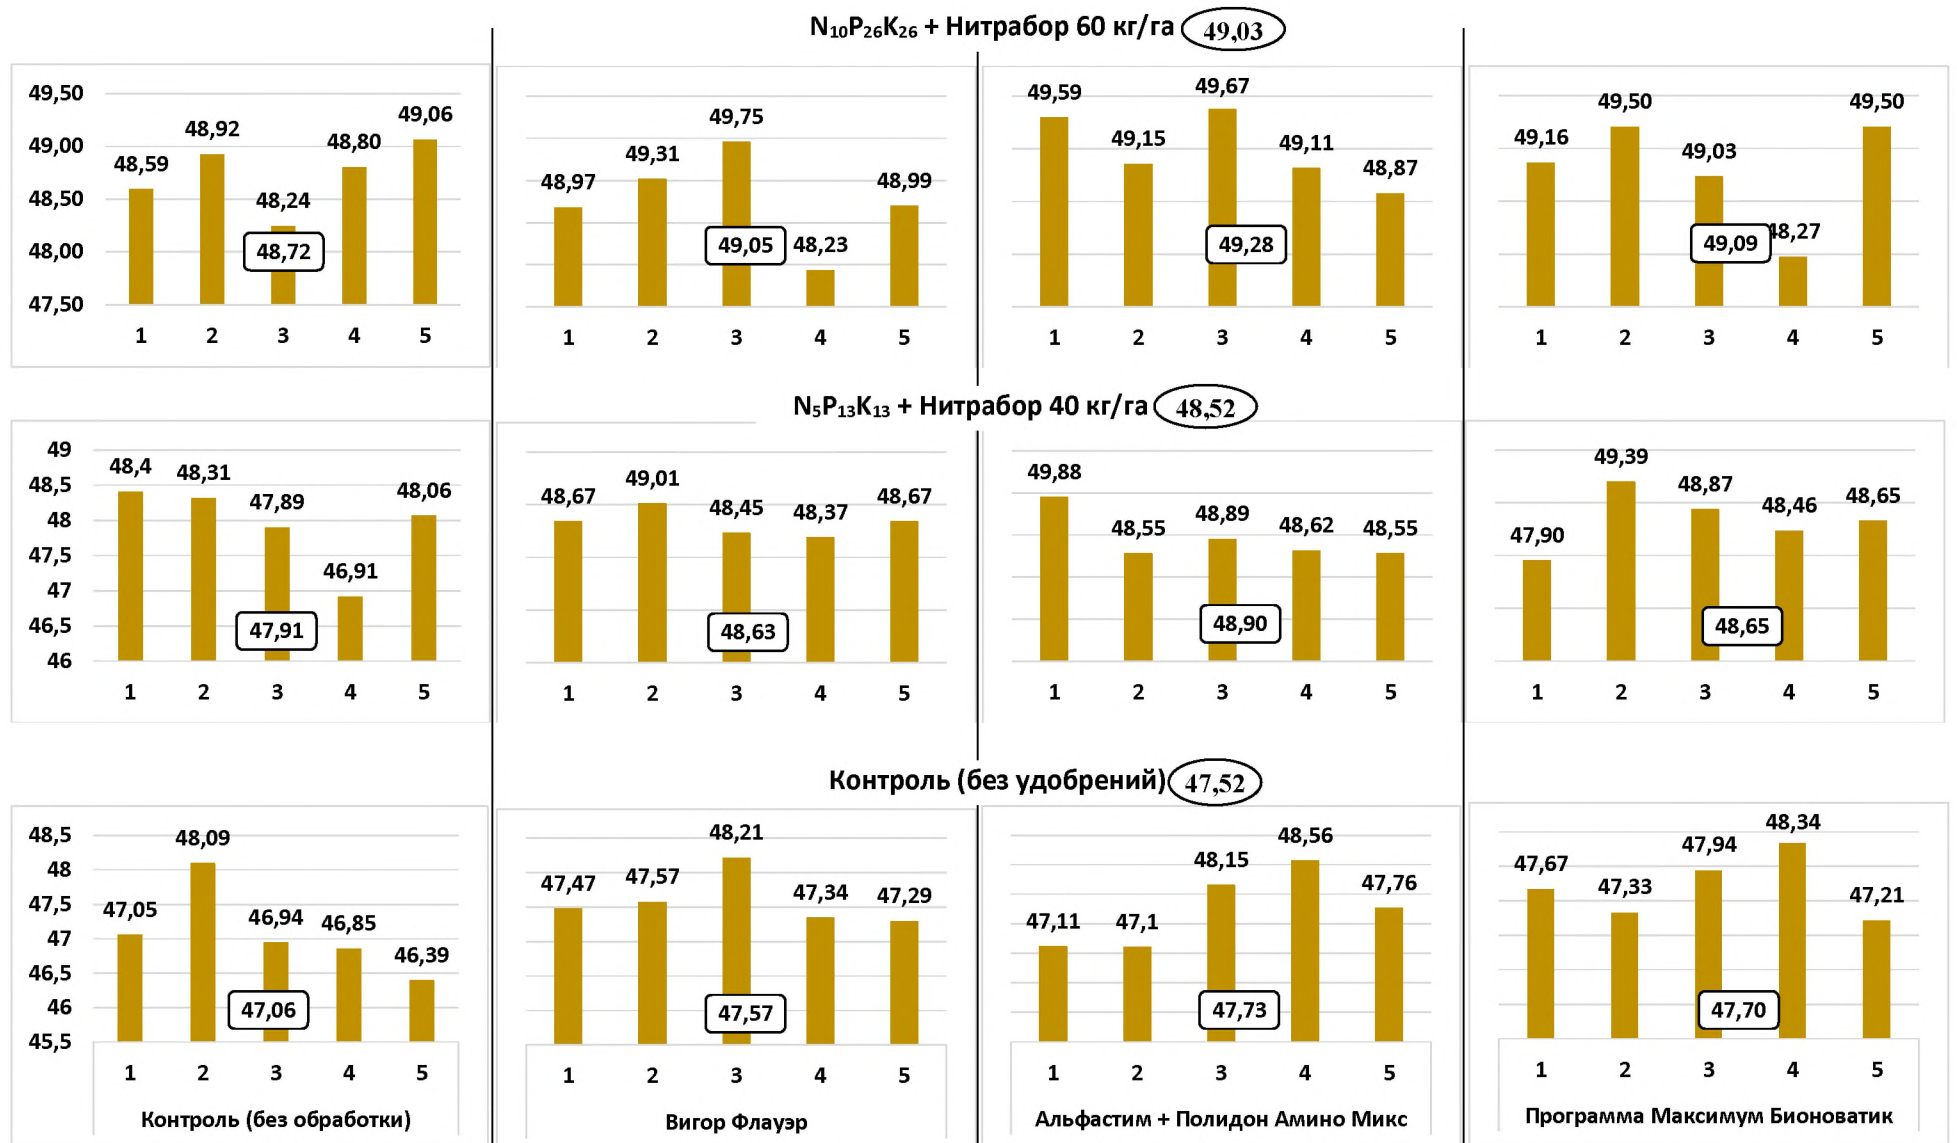 N₁₀P₂₆K₂₆ + Нитрабор 60 кг/га 49,03
49,50
49,00
48,50
48,00
47,50
48,59 48,92 48,24 48,80 49,06
48,72
1 2 3 4 5
48,97 49,31 49,75 48,23 48,99
49,05
1 2 3 4 5
49,59 49,15 49,67 49,11 48,87
49,28
1 2 3 4 5
49,16 49,50 49,03 48,27 49,50
49,09
1 2 3 4 5
N₅P₁₃K₁₃ + Нитрабор 40 кг/га 48,52
49
48,5
48
47,5
47
46,5
46
48,4 48,31 47,89 46,91 48,06
47,91
1 2 3 4 5
48,67 49,01 48,45 48,37 48,67
48,63
1 2 3 4 5
49,88 48,55 48,89 48,62 48,55
48,90
1 2 3 4 5
47,90 49,39 48,87 48,46 48,65
48,65
1 2 3 4 5
Контроль (без удобрений) 47,52
48,5
48
47,5
47
46,5
46
45,5
47,05 48,09 46,94 46,85 46,39
47,06
1 2 3 4 5
Контроль (без обработки)
47,47 47,57 48,21 47,34 47,29
47,57
1 2 3 4 5
Вигор Флауэр
47,11 47,1 48,15 48,56 47,76
47,73
1 2 3 4 5
Альфастим + Полидон Амино Микс
47,67 47,33 47,94 48,34 47,21
47,70
1 2 3 4 5
Программа Максимум Бионоватик